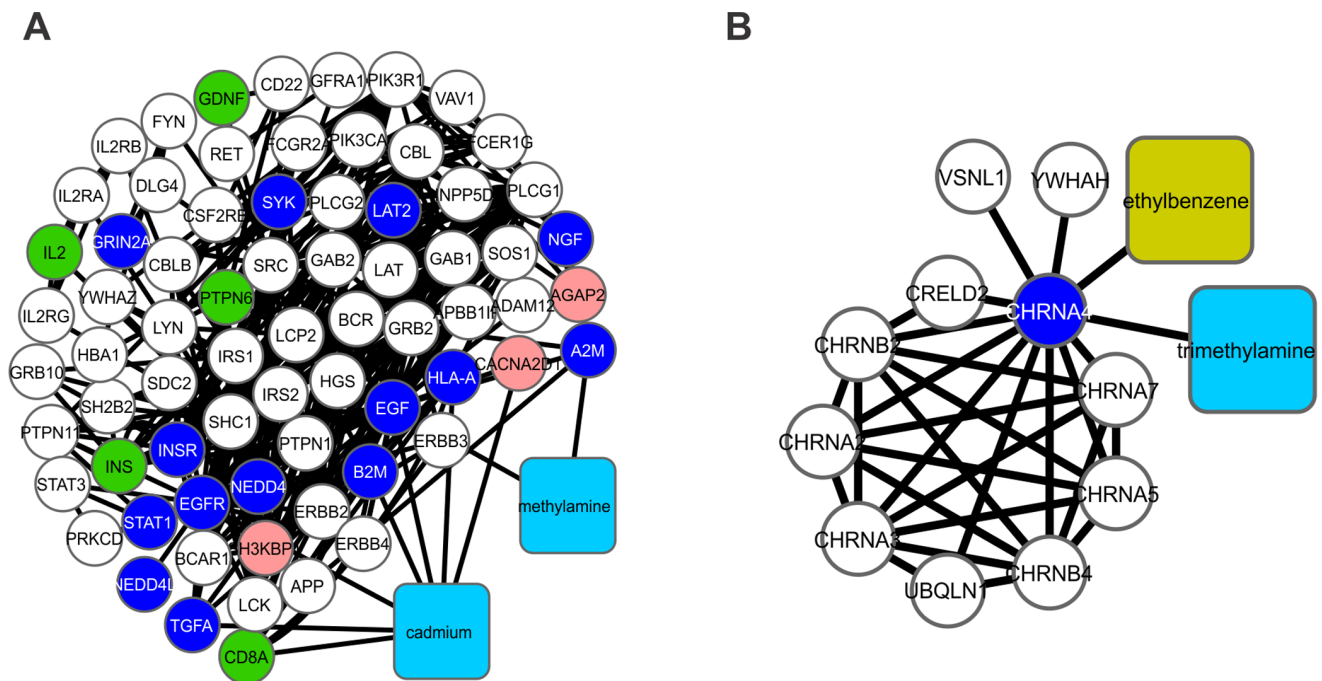 A
B
GDNF
CD22
GFRA1
PIK3R1
VAV1
FYN
IL2RB
RET
FCGR2A
PIK3CA
CBL
FCER1G
IL2RA
DLG4
CSF2RB
SYK
PLCG2
LAT2
NPP5D
PLCG1
IL2
GRIN2A
CBLB
SRC
GAB2
LAT
GAB1
SOS1
NGF
YWHAZ
PTPN6
AGAP2
IL2RG
LYN
LCP2
BCR
GRB2
APBB1IP
ADAM12
HBA1
IRS1
A2M
GRB10
SDC2
IRS2
HGS
HLA-A
CACNA2D1
SH2B2
SHC1
EGF
PTPN11
INSR
PTPN1
ERBB3
INS
B2M
STAT3
EGFR
NEDD4
methylamine
STAT1
ERBB2
PRKCD
BCAR1
H3KBP
ERBB4
NEDD4L
APP
LCK
TGFA
cadmium
CD8A
VSNL1
YWHAH
ethylbenzene
CRELD2
CHRNA4
CHRNB2
trimethylamine
CHRNA7
CHRNA2
CHRNA5
CHRNA3
CHRNB4
UBQLN1